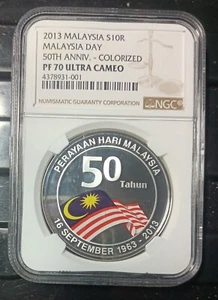 2013 MALAYSIA S10R
MALAYSIA DAY
50TH ANNIV. - COLORIZED
PF 70 ULTRA CAMEO
4378931-001
NUMISMATIC GUARANTY CORPORATION
NGC
PERAYAAN HARI MALAYSIA
50
Tahun
16 SEPTEMBER 1963 - 2013